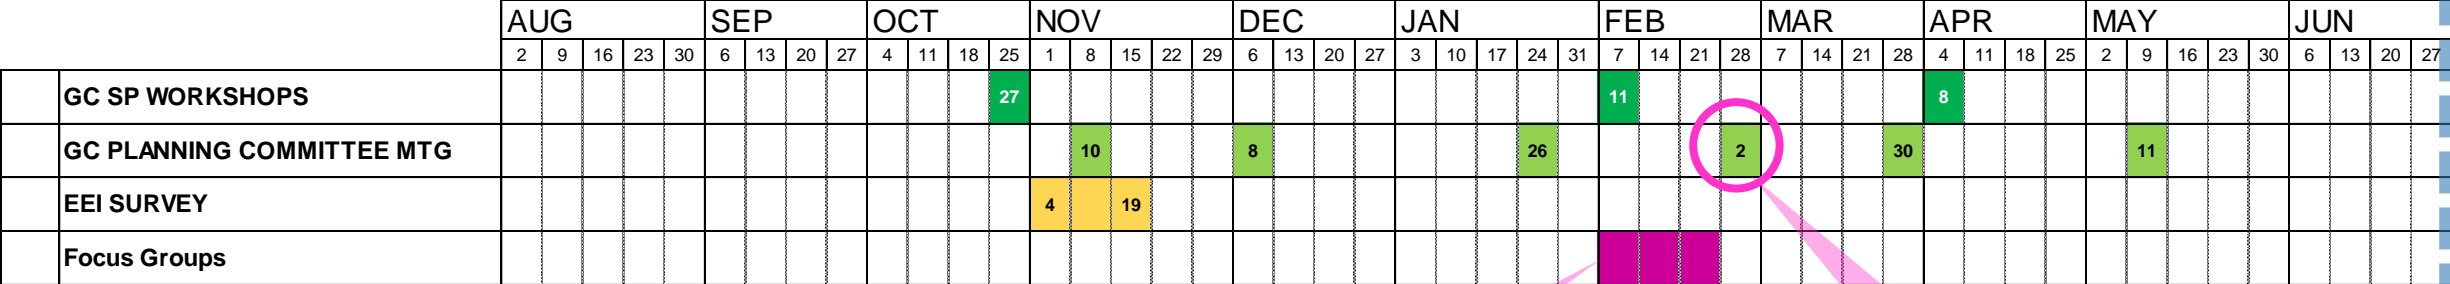 AUG SEP OCT NOV DEC JAN FEB MAR APR MAY JUN
2 9 16 23 30 6 13 20 27 4 11 18 25 1 8 15 22 29 6 13 20 27 3 10 17 24 31 7 14 21 28 7 14 21 28 4 11 18 25 2 9 16 23 30 6 13 20 27
GC SP WORKSHOPS 27 11 8
GC PLANNING COMMITTEE MTG 10 8 26 2 30 11
EEI SURVEY 4 19
Focus Groups